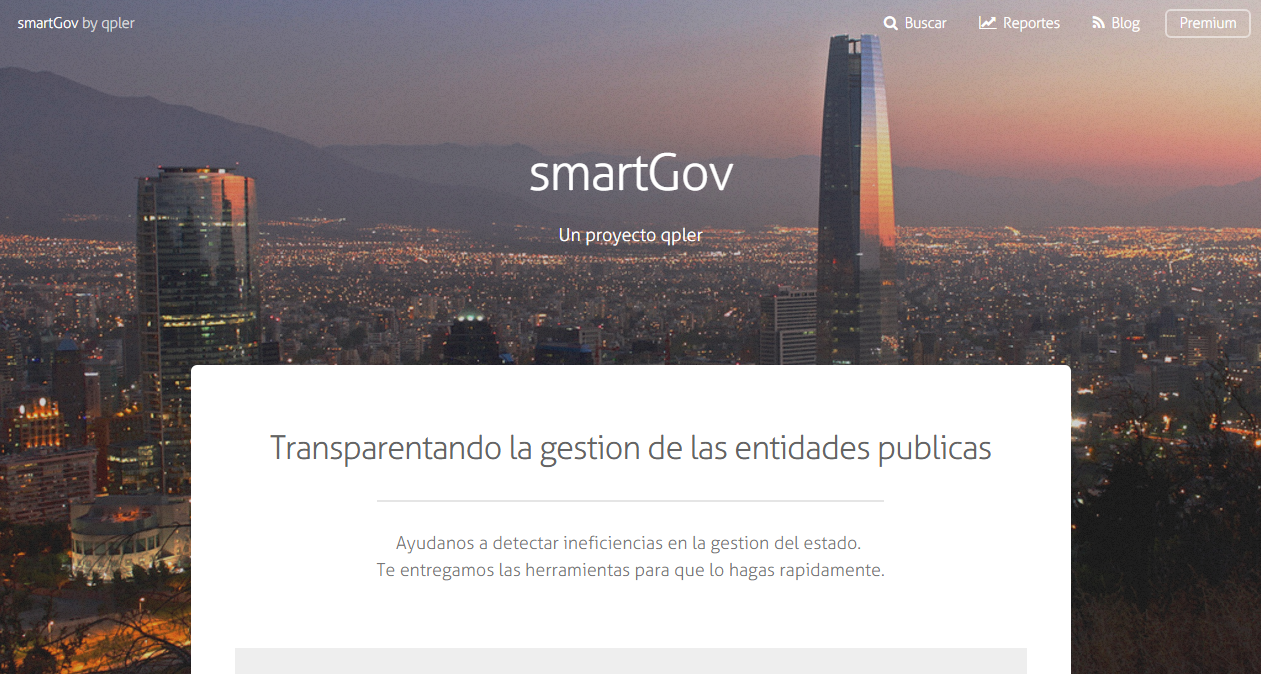 smartGov by qpler
Buscar
Reportes
Blog
Premium
smartGov
Un proyecto qpler
Transparentando la gestion de las entidades publicas
Ayudanos a detectar ineficiencias en la gestion del estado.
Te entregamos las herramientas para que lo hagas rapidamente.